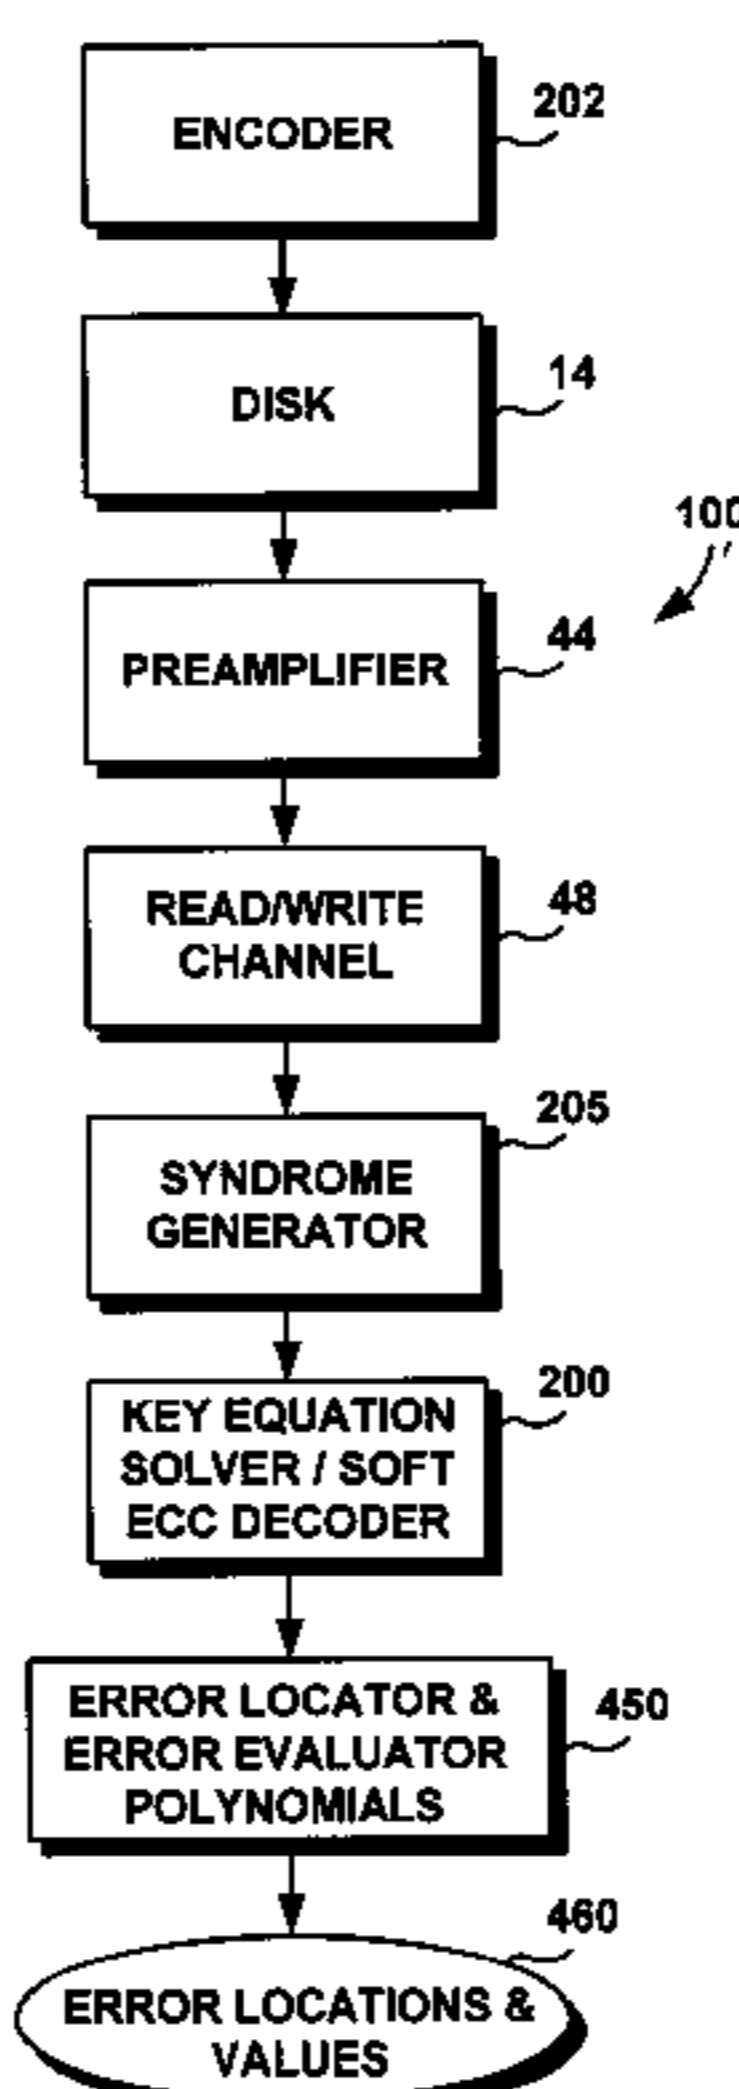 ENCODER
202
DISK
14
100
PREAMPLIFIER
44
READ/WRITE
CHANNEL
48
SYNDROME
GENERATOR
205
KEY EQUATION
SOLVER / SOFT
ECC DECODER
200
ERROR LOCATOR &
ERROR EVALUATOR
POLYNOMIALS
450
ERROR LOCATIONS &
VALUES
460